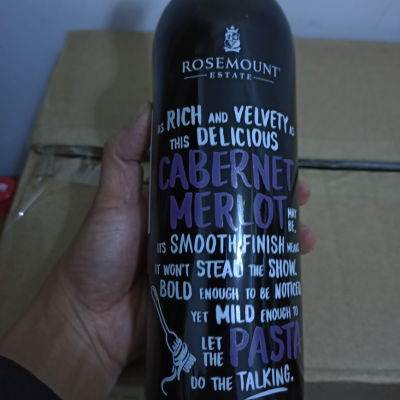 ROSEMOUNT
ESTATE
AS RICH AND VELVETY AS
THIS DELICIOUS
CABERNET
MERLOT MAY
BE,
ITS SMOOTH FINISH MEANS
IT WON'T STEAL THE SHOW.
BOLD ENOUGH TO BE NOTICED
YET MILD ENOUGH TO
LET
THE PASTA
DO THE TALKING.